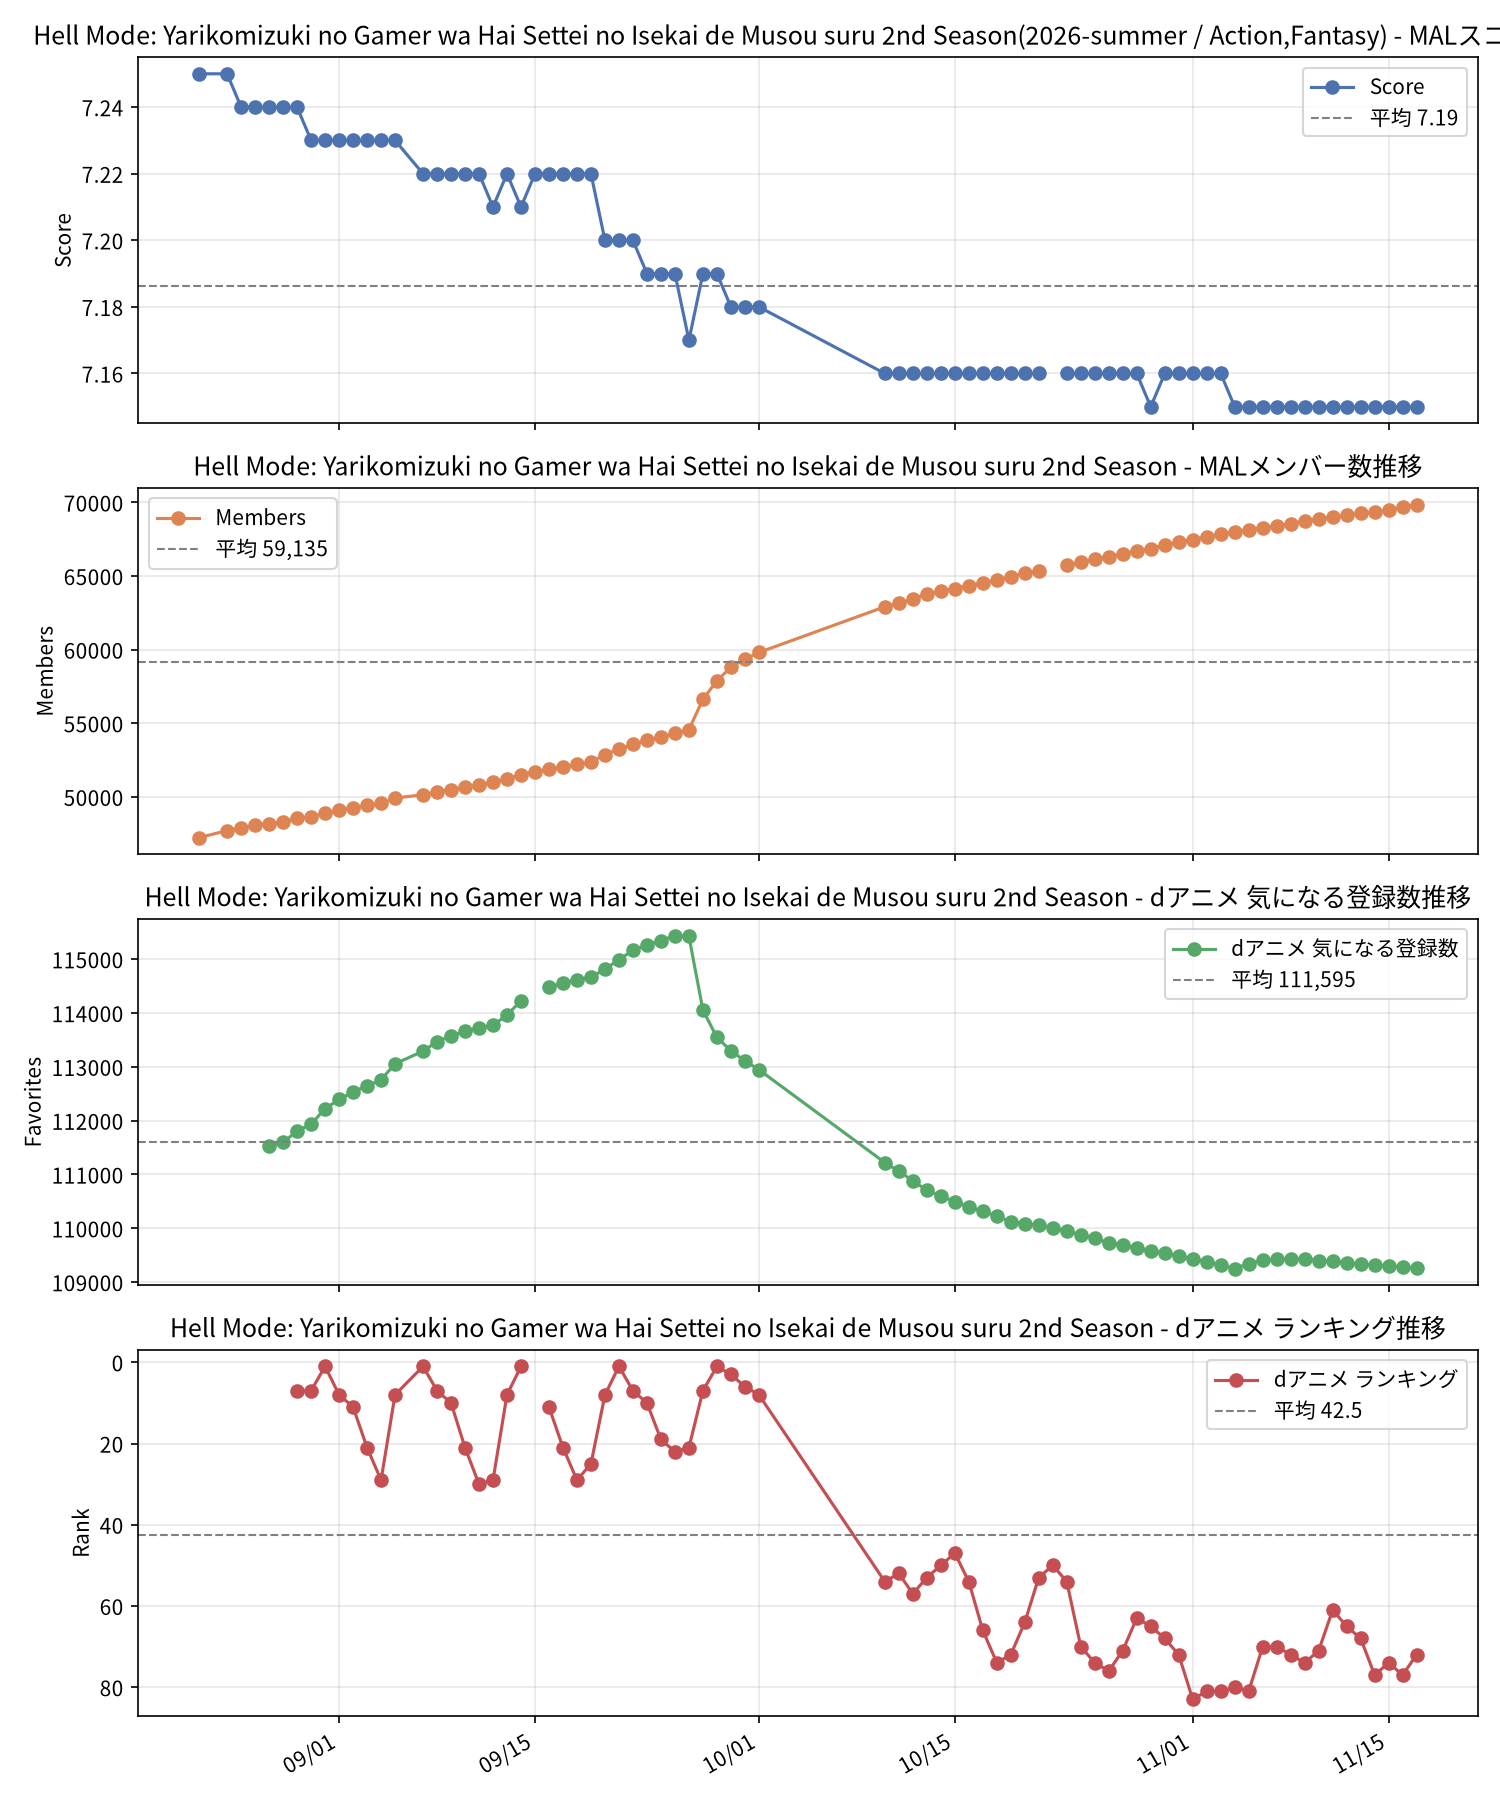 Hell Mode: Yarikomizuki no Gamer wa Hai Settei no Isekai de Musou suru 2nd Season(2026-summer / Action,Fantasy) - MALスコ
Score
平均 7.19
7.24
7.22
7.20
7.18
7.16
Score
Hell Mode: Yarikomizuki no Gamer wa Hai Settei no Isekai de Musou suru 2nd Season - MALメンバー数推移
Members
平均 59,135
70000
65000
60000
55000
50000
Members
Hell Mode: Yarikomizuki no Gamer wa Hai Settei no Isekai de Musou suru 2nd Season - dアニメ 気になる登録数推移
dアニメ 気になる登録数
平均 111,595
115000
114000
113000
112000
111000
110000
109000
Favorites
Hell Mode: Yarikomizuki no Gamer wa Hai Settei no Isekai de Musou suru 2nd Season - dアニメ ランキング推移
dアニメ ランキング
平均 42.5
0
20
40
60
80
Rank
09/01
09/15
10/01
10/15
11/01
11/15